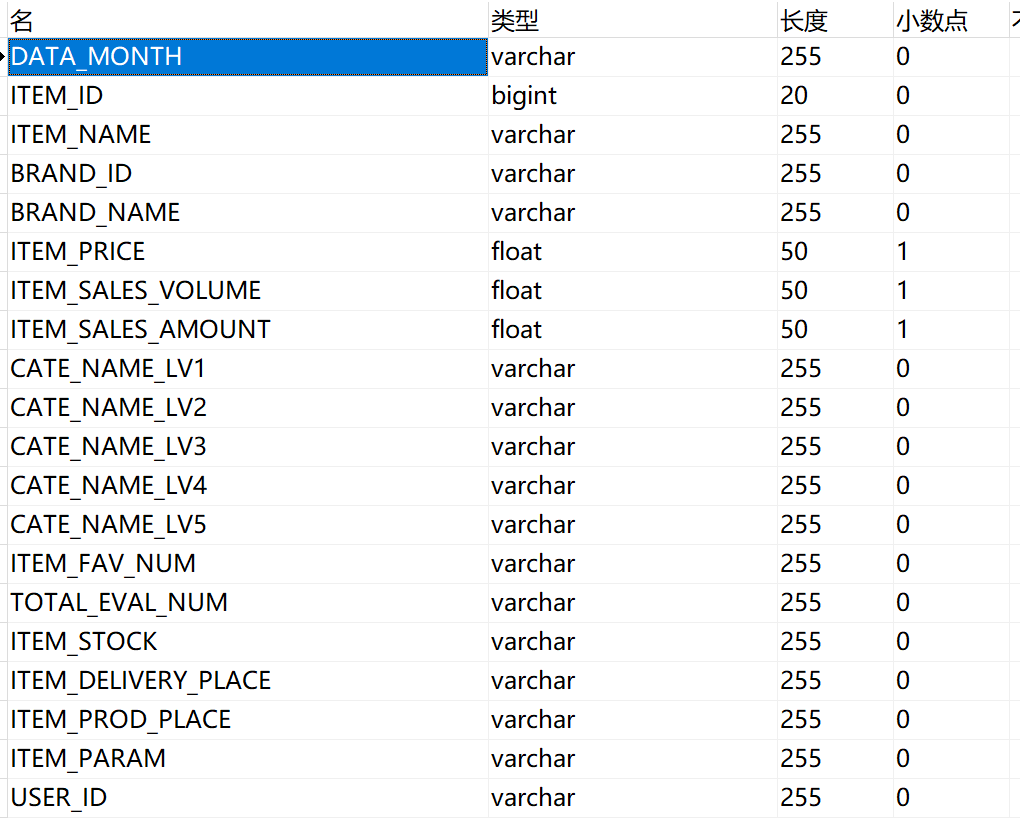 名 类型 长度 小数点
DATA_MONTH varchar 255 0
ITEM_ID bigint 20 0
ITEM_NAME varchar 255 0
BRAND_ID varchar 255 0
BRAND_NAME varchar 255 0
ITEM_PRICE float 50 1
ITEM_SALES_VOLUME float 50 1
ITEM_SALES_AMOUNT float 50 1
CATE_NAME_LV1 varchar 255 0
CATE_NAME_LV2 varchar 255 0
CATE_NAME_LV3 varchar 255 0
CATE_NAME_LV4 varchar 255 0
CATE_NAME_LV5 varchar 255 0
ITEM_FAV_NUM varchar 255 0
TOTAL_EVAL_NUM varchar 255 0
ITEM_STOCK varchar 255 0
ITEM_DELIVERY_PLACE varchar 255 0
ITEM_PROD_PLACE varchar 255 0
ITEM_PARAM varchar 255 0
USER_ID varchar 255 0